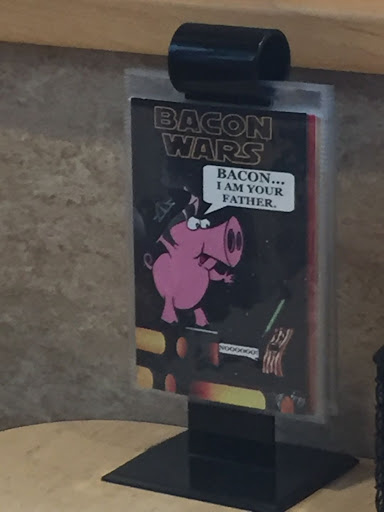 BACON
WARS
BACON...
I AM YOUR
FATHER.
NOOOOOO!